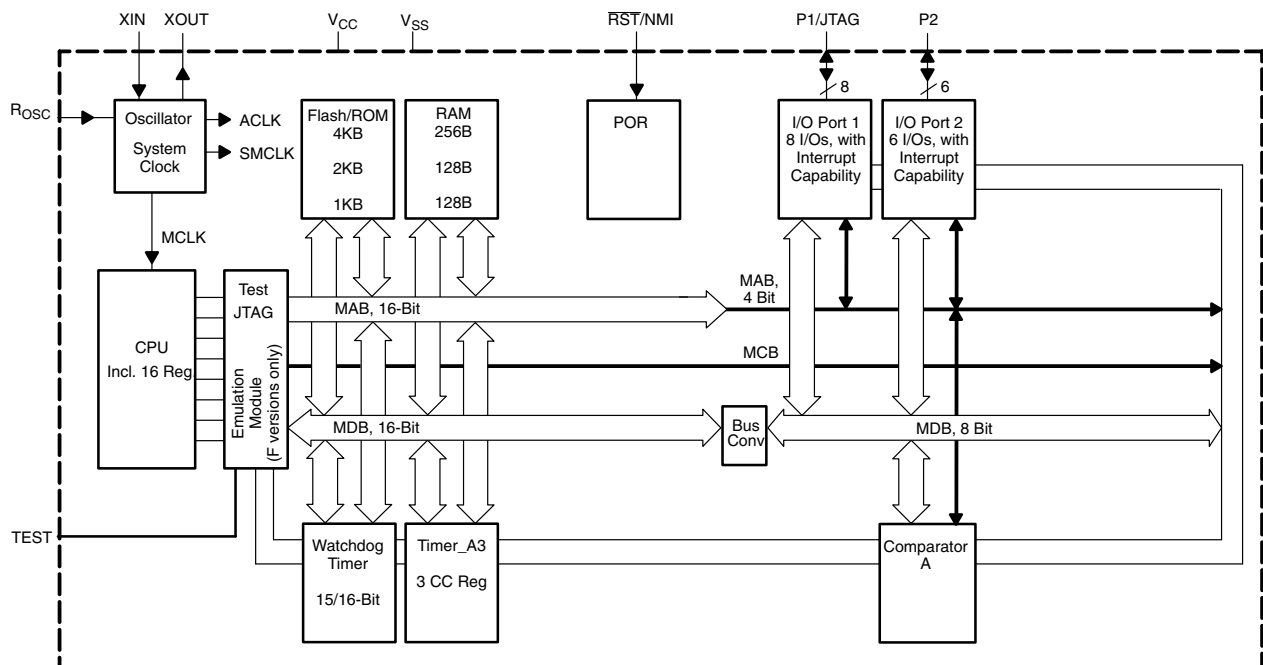 XIN
XOUT
VCC
VSS
RST/NMI
P1/JTAG
P2
8
6
ROSC
Oscillator
System
Clock
ACLK
SMCLK
Flash/ROM
4KB
2KB
1KB
RAM
256B
128B
128B
POR
I/O Port 1
8 I/Os, with
Interrupt
Capability
I/O Port 2
6 I/Os, with
Interrupt
Capability
MCLK
CPU
Incl. 16 Reg.
Test
JTAG
Emulation
Module
(F versions only)
MAB, 16-Bit
MAB,
4 Bit
MCB
MDB, 16-Bit
Bus
Conv
MDB, 8 Bit
TEST
Watchdog
Timer
15/16-Bit
Timer_A3
3 CC Reg
Comparator
A